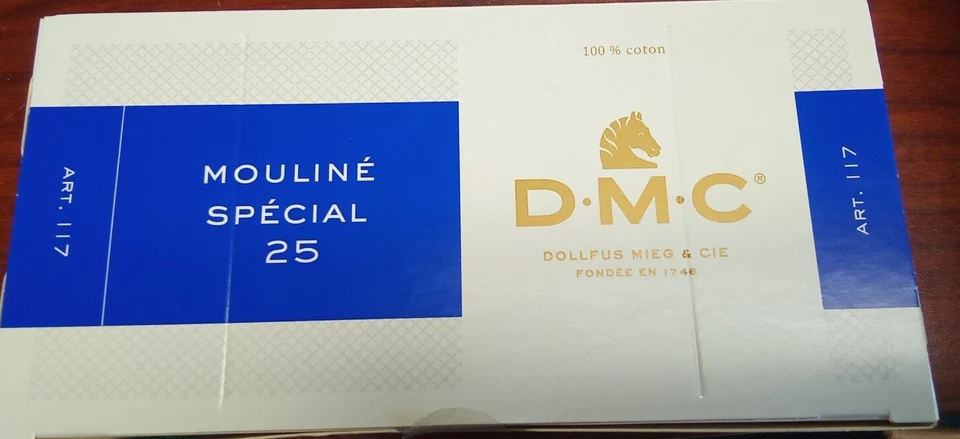 ART. 117
MOULINÉ
SPÉCIAL
25
100 % coton
D·M·C®
DOLLFUS MIEG & CIE
FONDÉE EN 1746
ART. 117